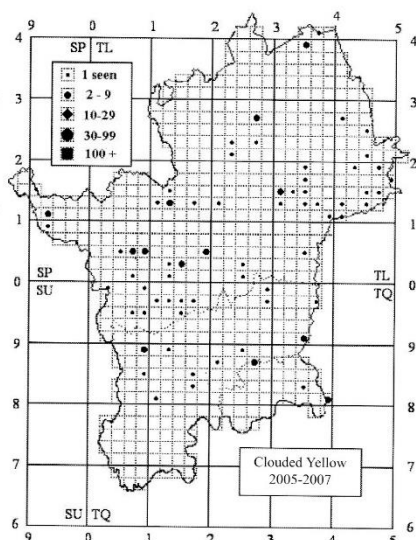 9 0 1 2 3 4 5
4 SP TL 4
1 seen
3 2 - 9 3
10-29
30-99
2 100 + 2
1 1
SP TL
0 0
SU TQ
9 9
8 8
Clouded Yellow
7 7
2005-2007
SU TQ
6 6
9 0 1 2 3 4 5